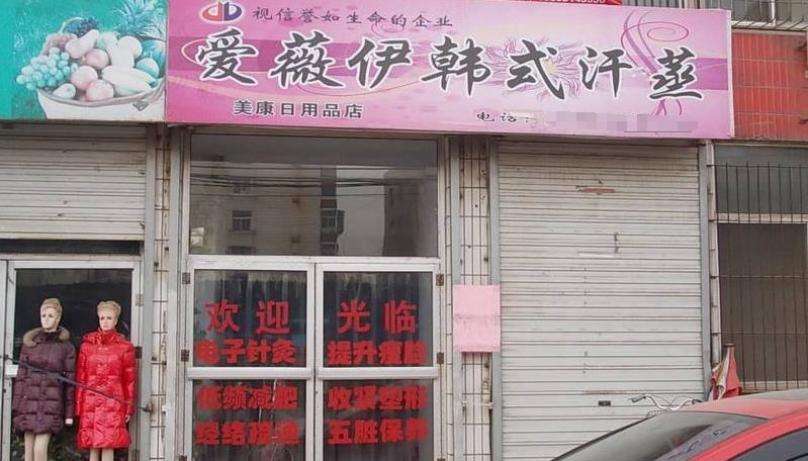 视信誉如生命的企业
爱薇伊韩式汗蒸
美康日用品店
电话:
欢迎 光临
电子针灸 提升瘦脸
低频减肥 收紧塑形
经络疏通 五脏保养